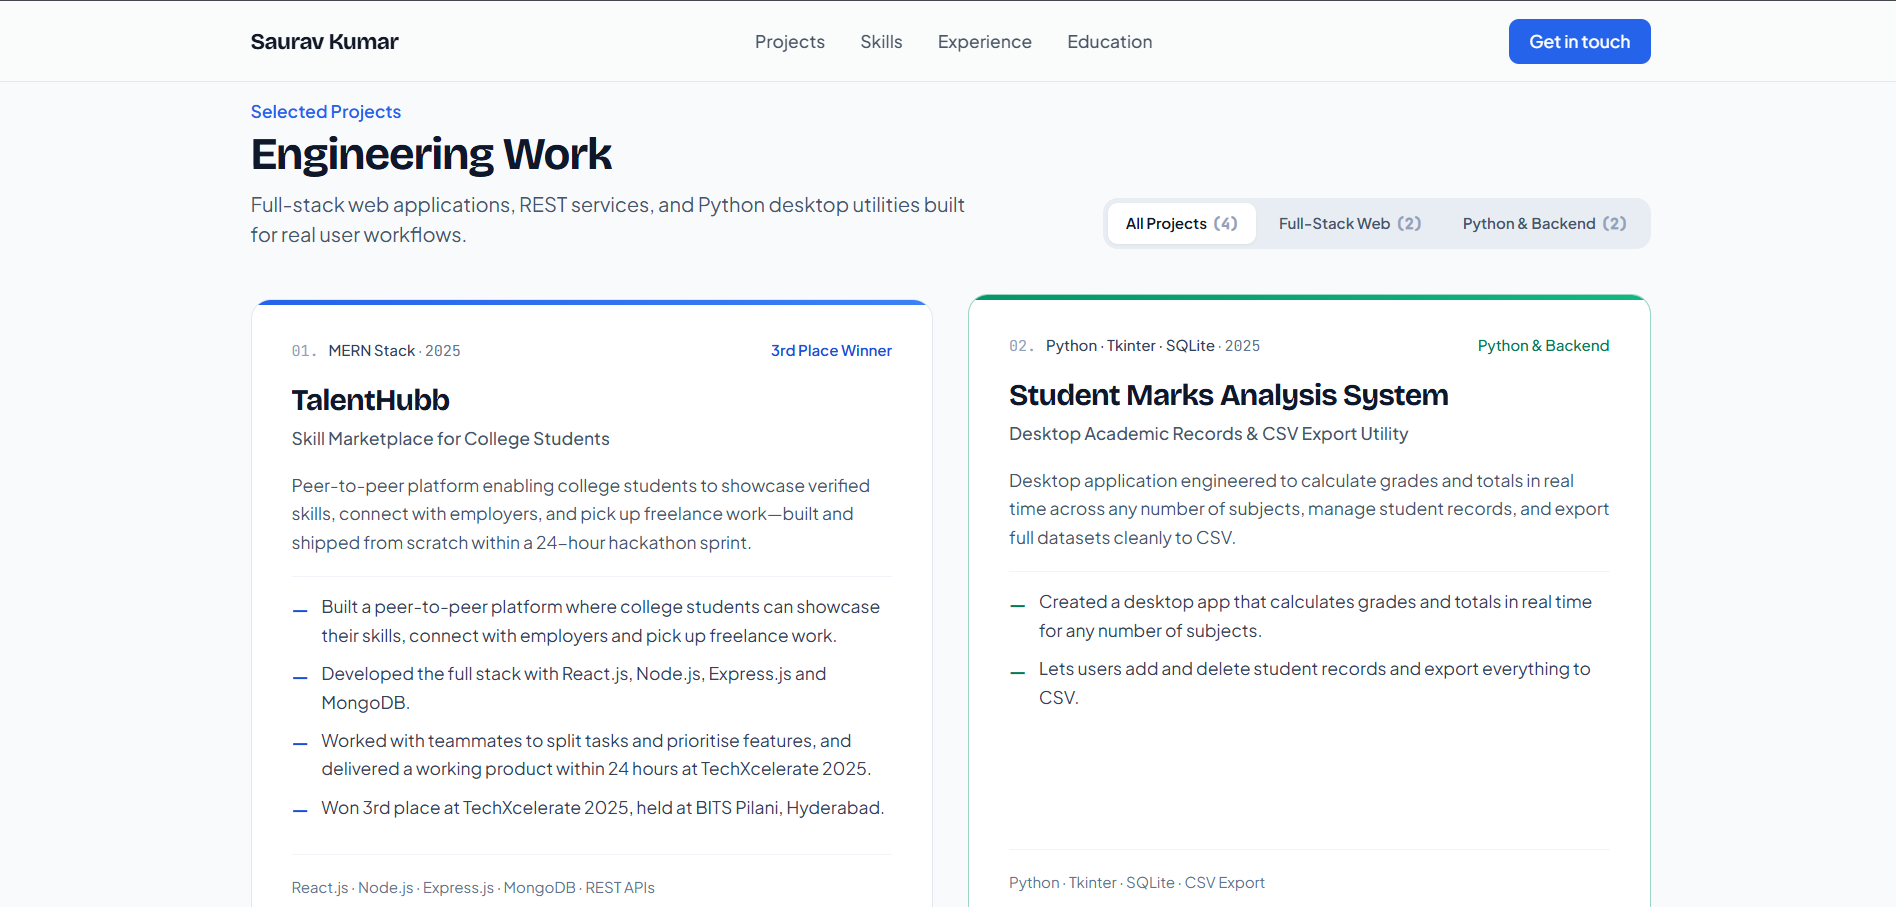 Saurav Kumar
Projects
Skills
Experience
Education
Get in touch
Selected Projects
Engineering Work
Full-stack web applications, REST services, and Python desktop utilities built
for real user workflows.
All Projects (4)
Full-Stack Web (2)
Python & Backend (2)
01. MERN Stack · 2025
3rd Place Winner
TalentHubb
Skill Marketplace for College Students
Peer-to-peer platform enabling college students to showcase verified
skills, connect with employers, and pick up freelance work—built and
shipped from scratch within a 24-hour hackathon sprint.
— Built a peer-to-peer platform where college students can showcase
their skills, connect with employers and pick up freelance work.
— Developed the full stack with React.js, Node.js, Express.js and
MongoDB.
— Worked with teammates to split tasks and prioritise features, and
delivered a working product within 24 hours at TechXcelerate 2025.
— Won 3rd place at TechXcelerate 2025, held at BITS Pilani, Hyderabad.
React.js · Node.js · Express.js · MongoDB · REST APIs
02. Python · Tkinter · SQLite · 2025
Python & Backend
Student Marks Analysis System
Desktop Academic Records & CSV Export Utility
Desktop application engineered to calculate grades and totals in real
time across any number of subjects, manage student records, and export
full datasets cleanly to CSV.
— Created a desktop app that calculates grades and totals in real time
for any number of subjects.
— Lets users add and delete student records and export everything to
CSV.
Python · Tkinter · SQLite · CSV Export